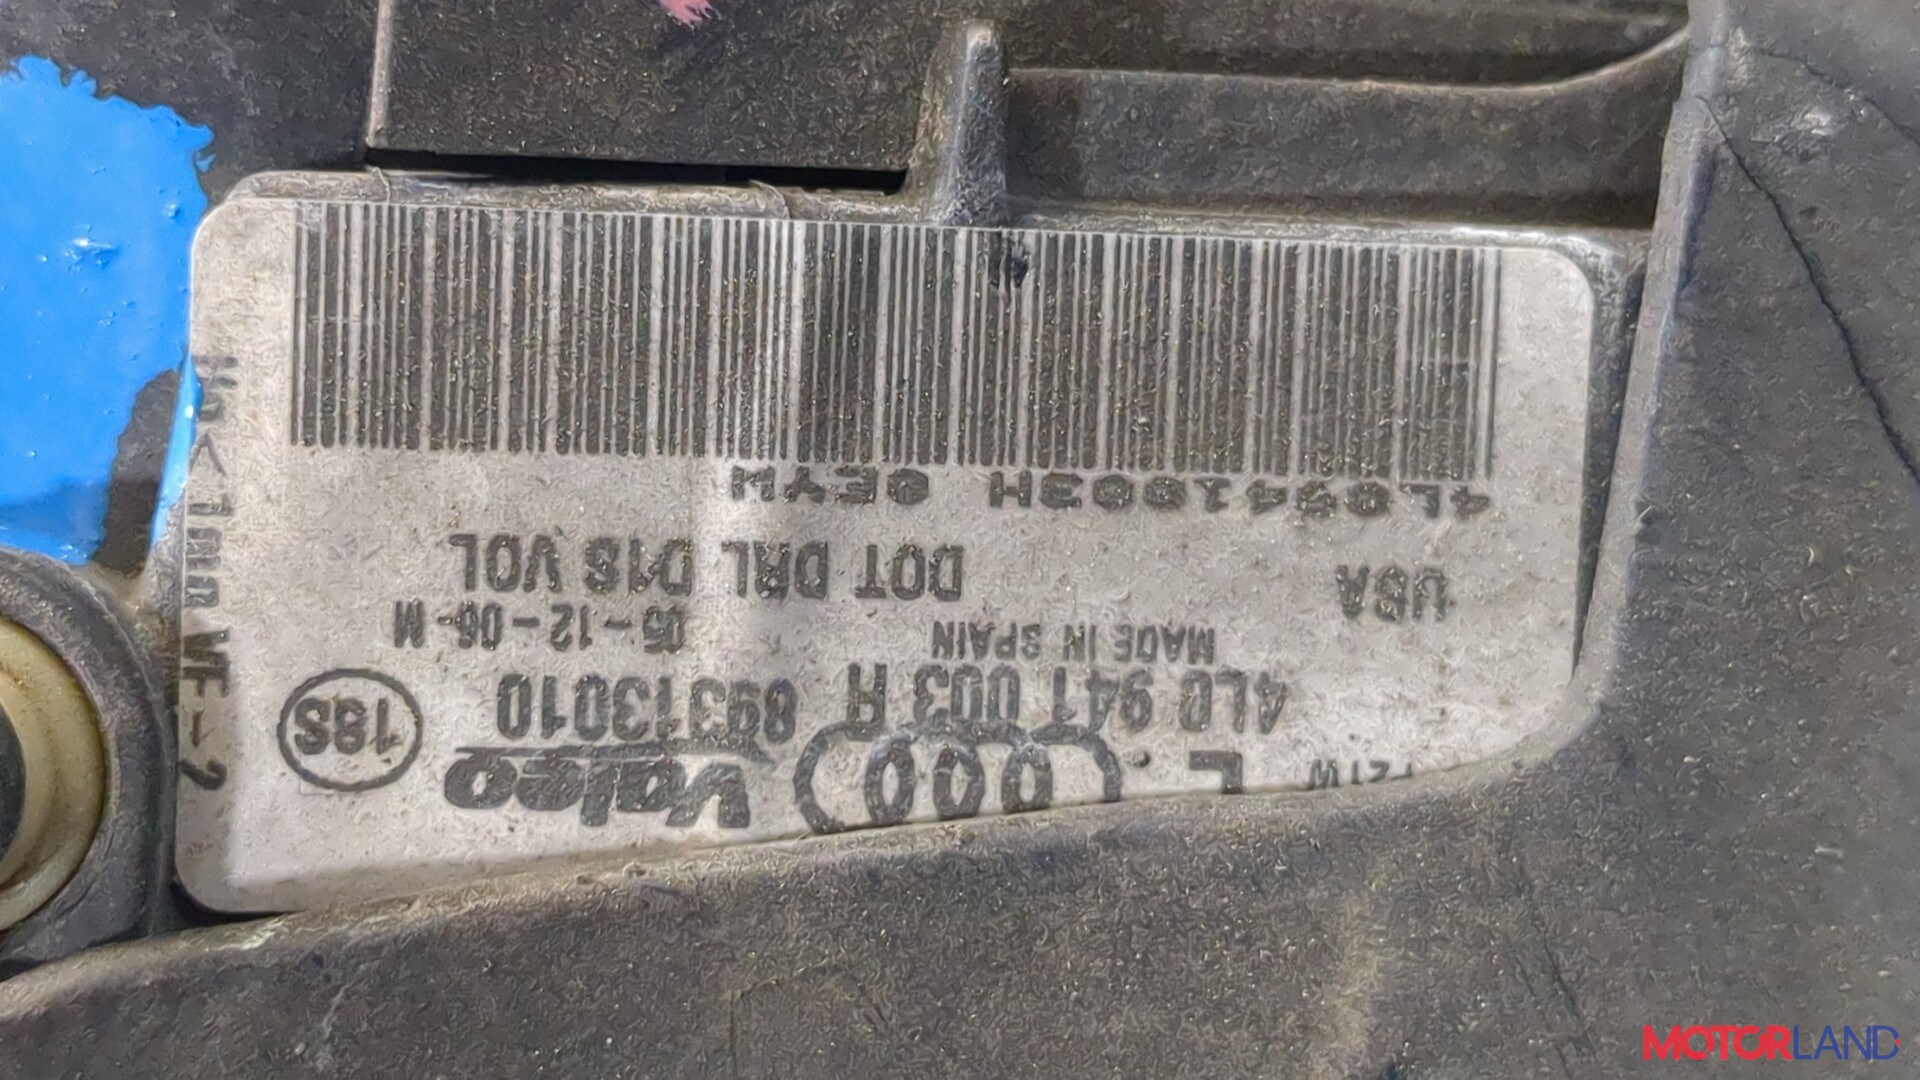 L
Valeo
4L0 941 003 H 89313010 18S
MADE IN SPAIN 05-12-06-M
USA DOT DRL D1S VOL
4L0941003H 0EYW
MOTORLAND